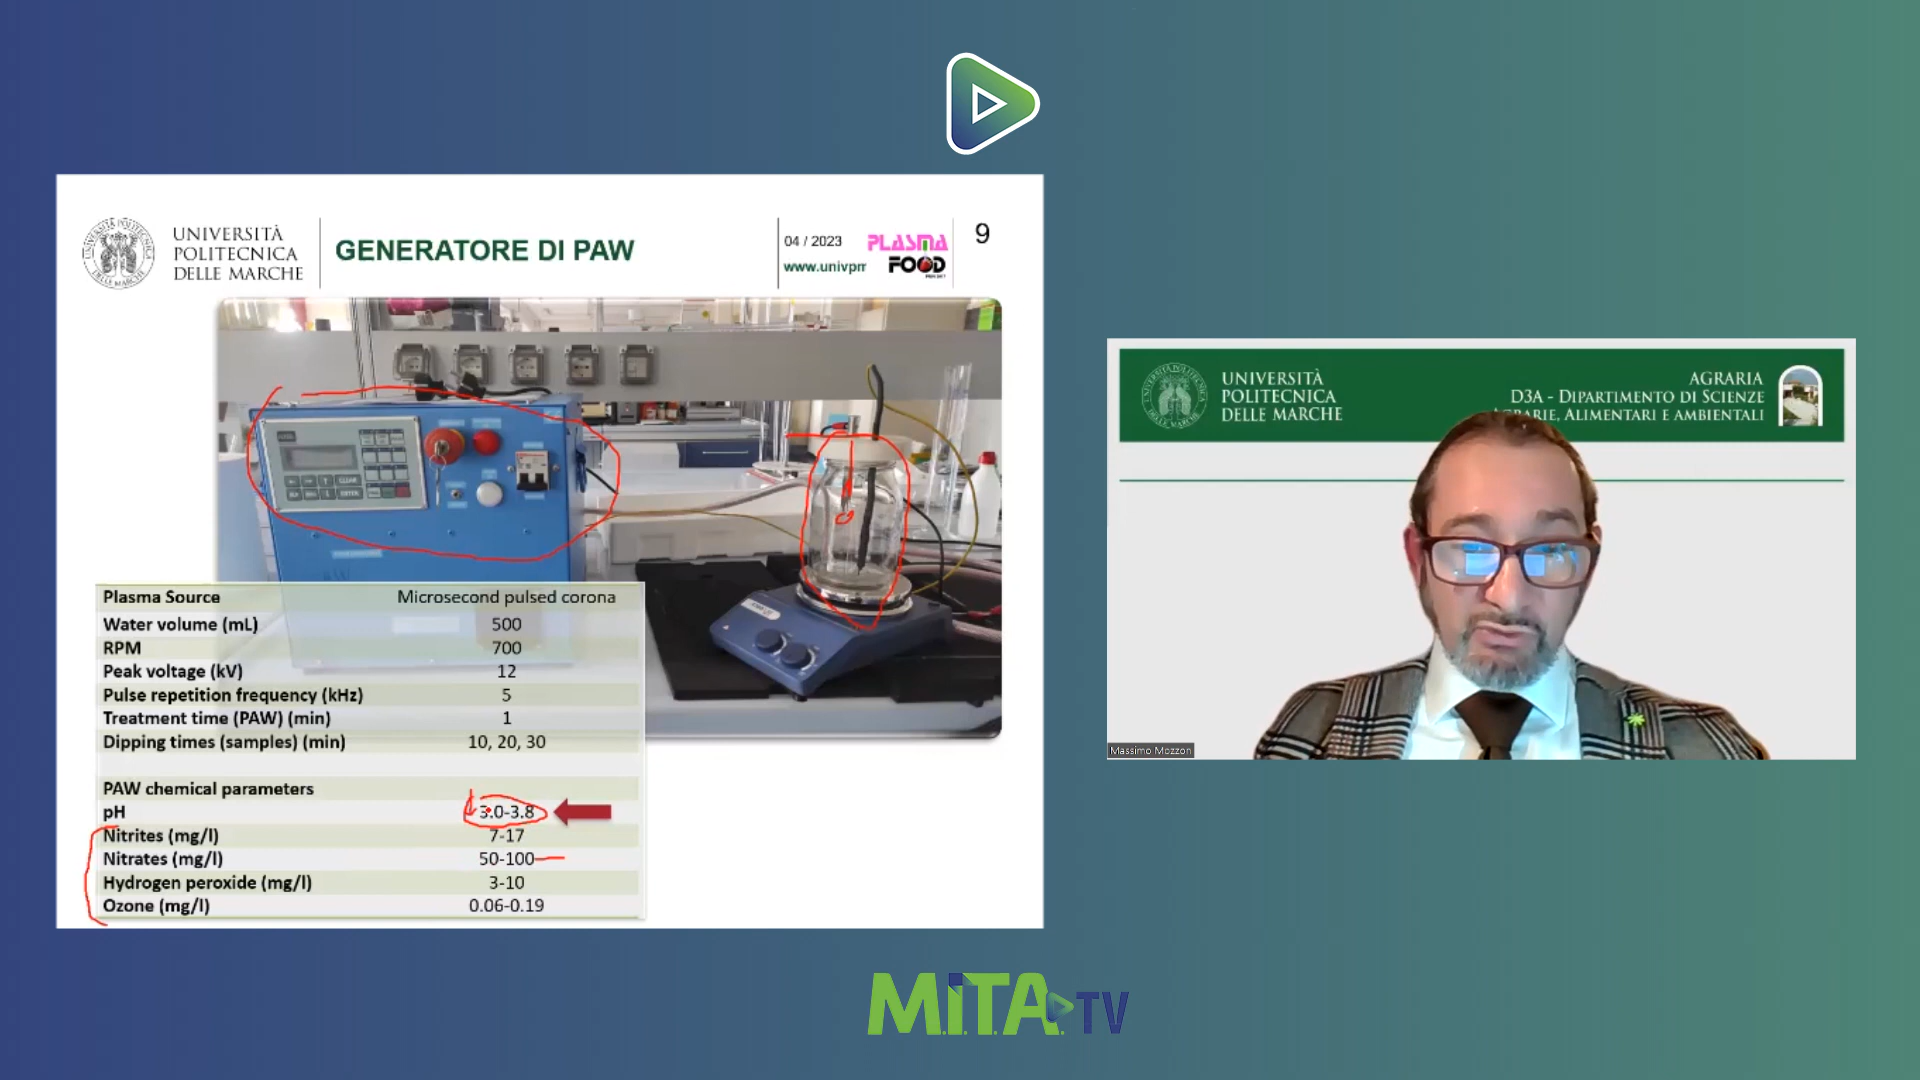 UNIVERSITÀ
POLITECNICA
DELLE MARCHE
GENERATORE DI PAW
04 / 2023
www.univpm
PLASMA
FOOD
9
CLEAR
ENTER
Plasma Source Microsecond pulsed corona
Water volume (mL) 500
RPM 700
Peak voltage (kV) 12
Pulse repetition frequency (kHz) 5
Treatment time (PAW) (min) 1
Dipping times (samples) (min) 10, 20, 30
PAW chemical parameters
pH 3.0-3.8
Nitrites (mg/l) 7-17
Nitrates (mg/l) 50-100
Hydrogen peroxide (mg/l) 3-10
Ozone (mg/l) 0.06-0.19
UNIVERSITÀ
POLITECNICA
DELLE MARCHE
AGRARIA
D3A - DIPARTIMENTO DI SCIENZE
AGRARIE, ALIMENTARI E AMBIENTALI
Massimo Mozzon
M.I.T.A. TV